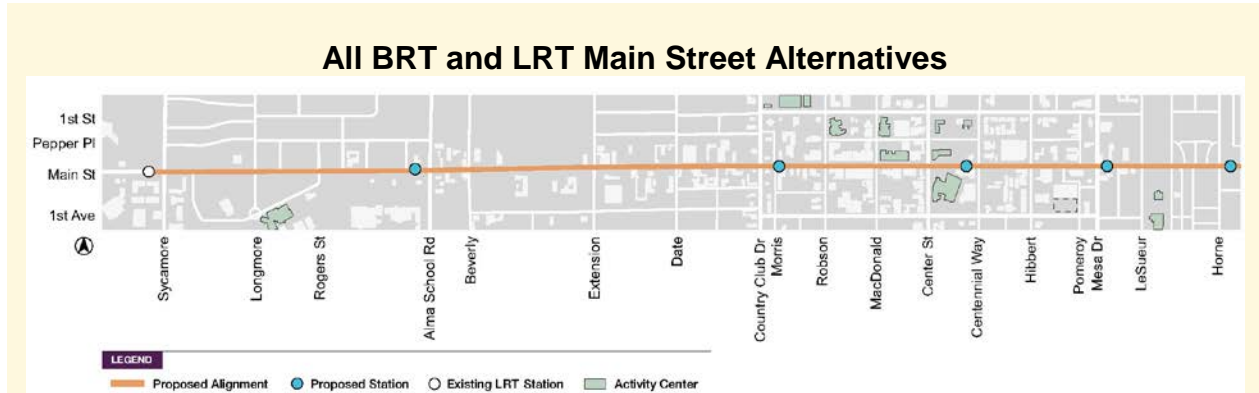 All BRT and LRT Main Street Alternatives
1st St
Pepper Pl
Main St
1st Ave
Sycamore
Longmore
Rogers St
Alma School Rd
Beverly
Extension
Date
Country Club Dr
Morris
Robson
MacDonald
Center St
Centennial Way
Hibbert
Pomeroy
Mesa Dr
LeSueur
Horne
LEGEND
Proposed Alignment Proposed Station Existing LRT Station Activity Center